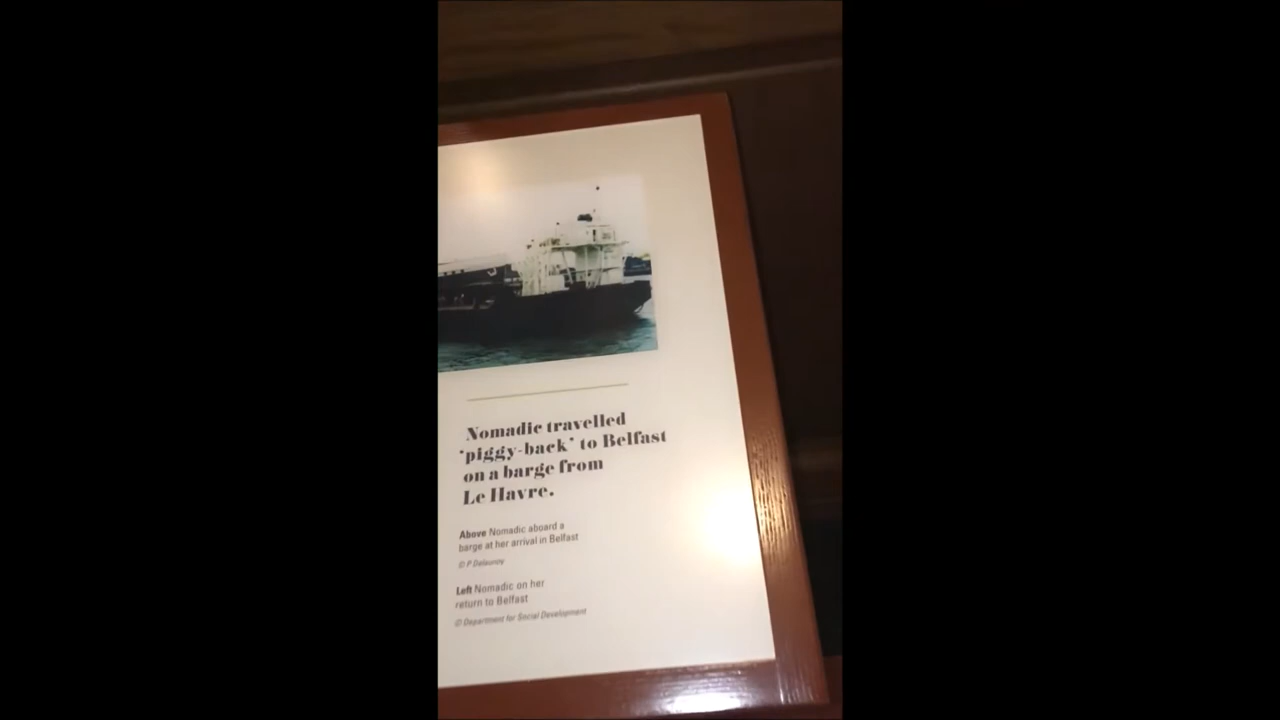 Nomadic travelled
'piggy-back' to Belfast
on a barge from
Le Havre.
Above Nomadic aboard a
barge at her arrival in Belfast
© P Delaunoy
Left Nomadic on her
return to Belfast
© Department for Social Development